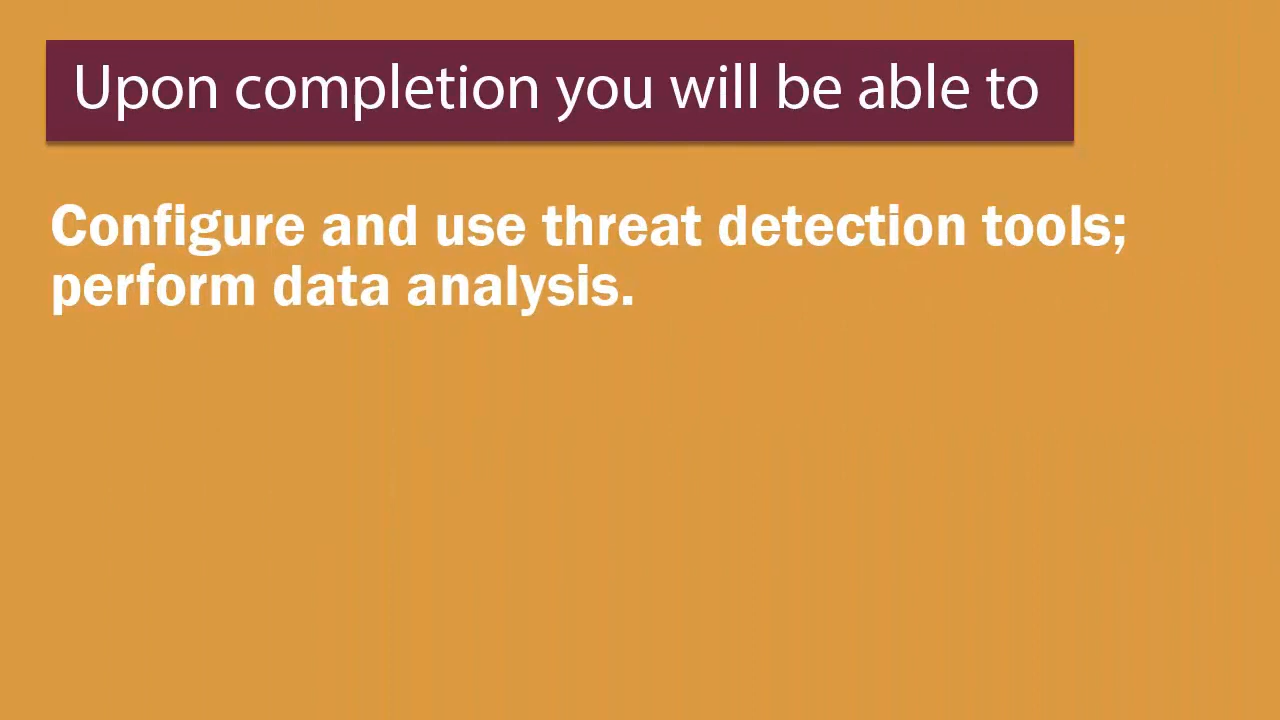 Upon completion you will be able to
Configure and use threat detection tools;
perform data analysis.